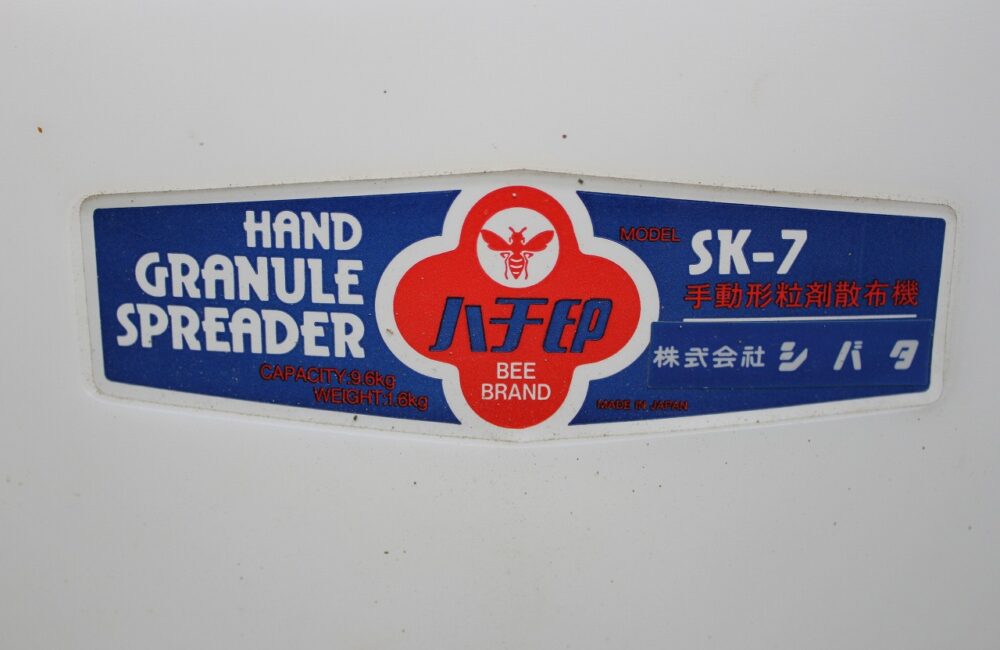 HAND
GRANULE
SPREADER
CAPACITY:9.6kg
WEIGHT:1.6kg
ハチ印
BEE
BRAND
MODEL SK-7
手動形粒剤散布機
株式会社 シバタ
MADE IN JAPAN